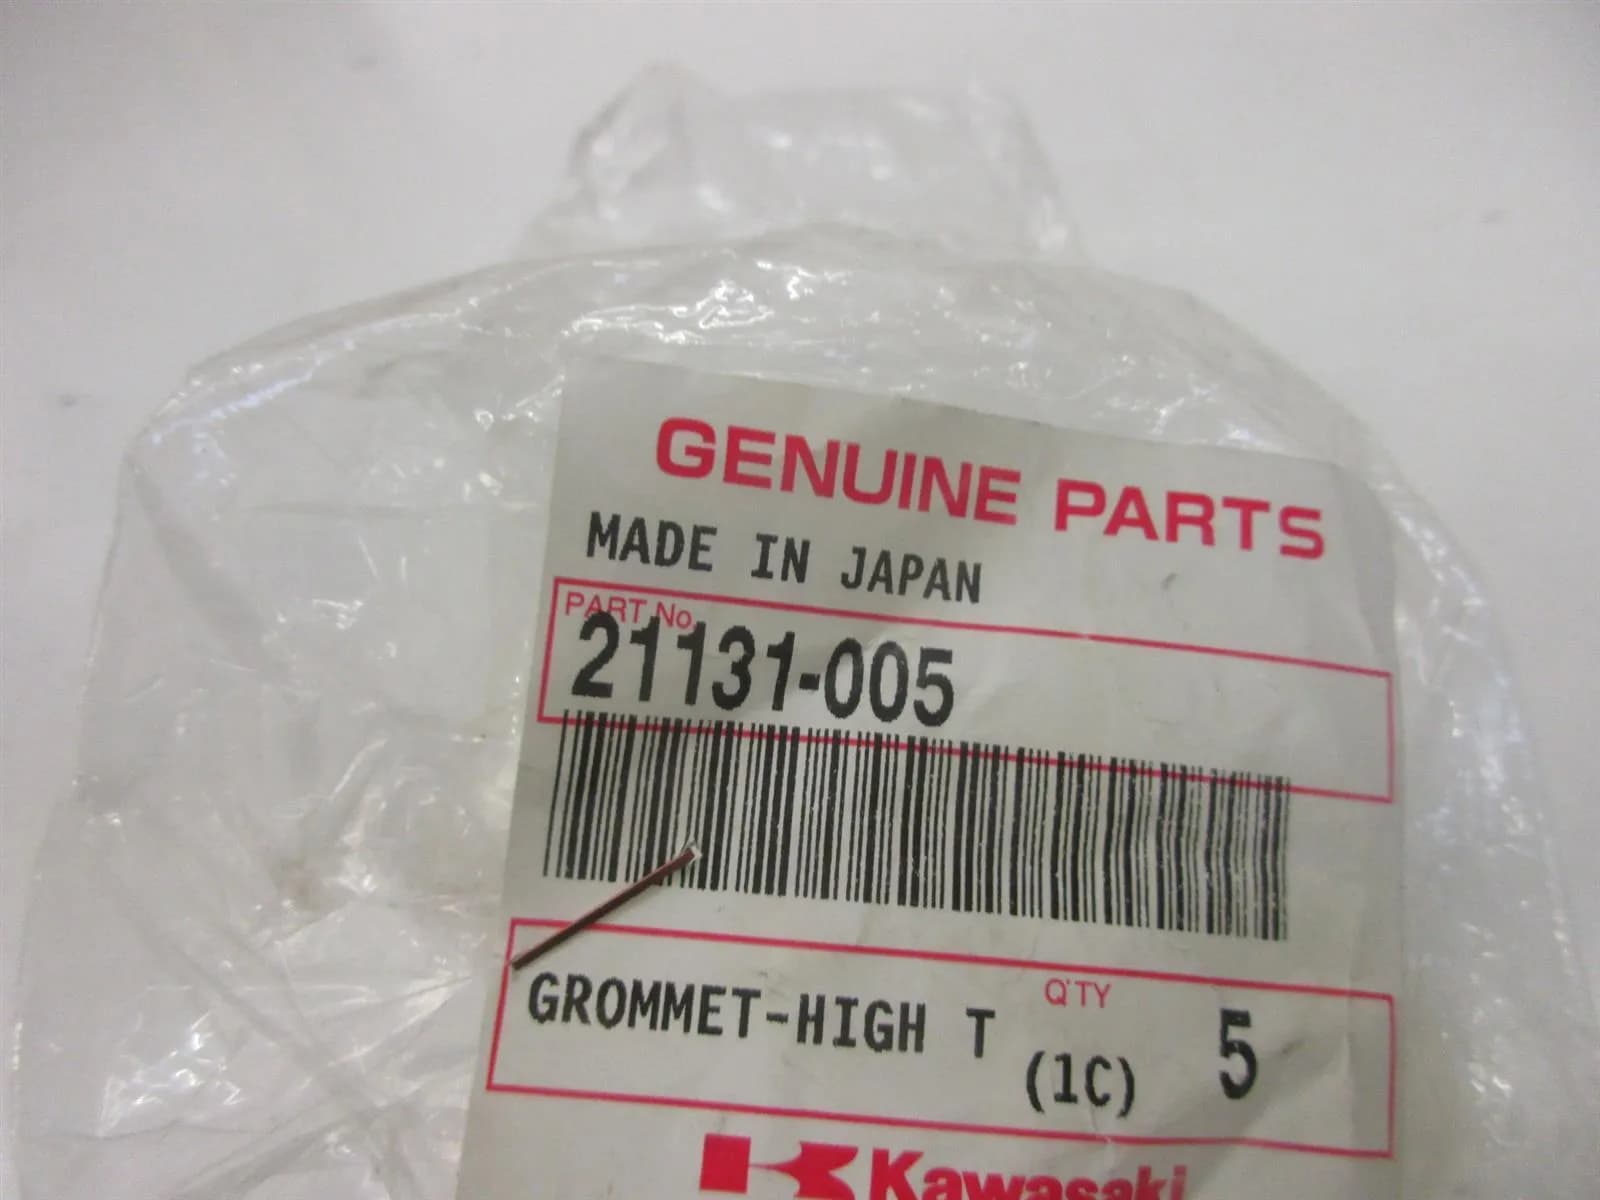 GENUINE PARTS
MADE IN JAPAN
PART No.
21131-005
GROMMET-HIGH T
Q'TY
(1C) 5
Kawasaki